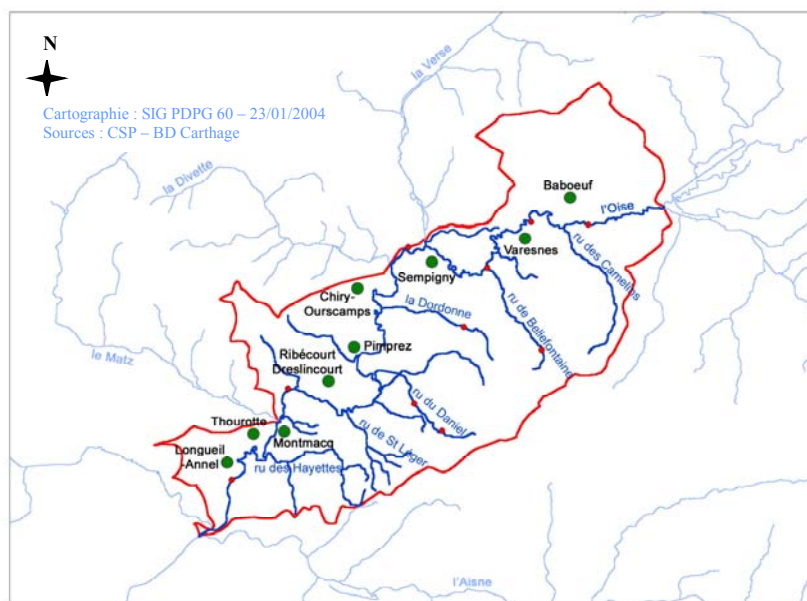 N
Cartographie : SIG PDPG 60 – 23/01/2004
Sources : CSP – BD Carthage
la Verse
la Divette
Baboeuf
l'Oise
Varesnes
Sempigny
ru des Camelins
Chiry-
Ourscamps
la Dordonne
ru de Bellefontaine
Pimprez
le Matz
Ribécourt
Dreslincourt
ru du Daniel
Thourotte
Montmacq
ru de St Léger
Longueil
-Annel
ru des Hayettes
l'Aisne